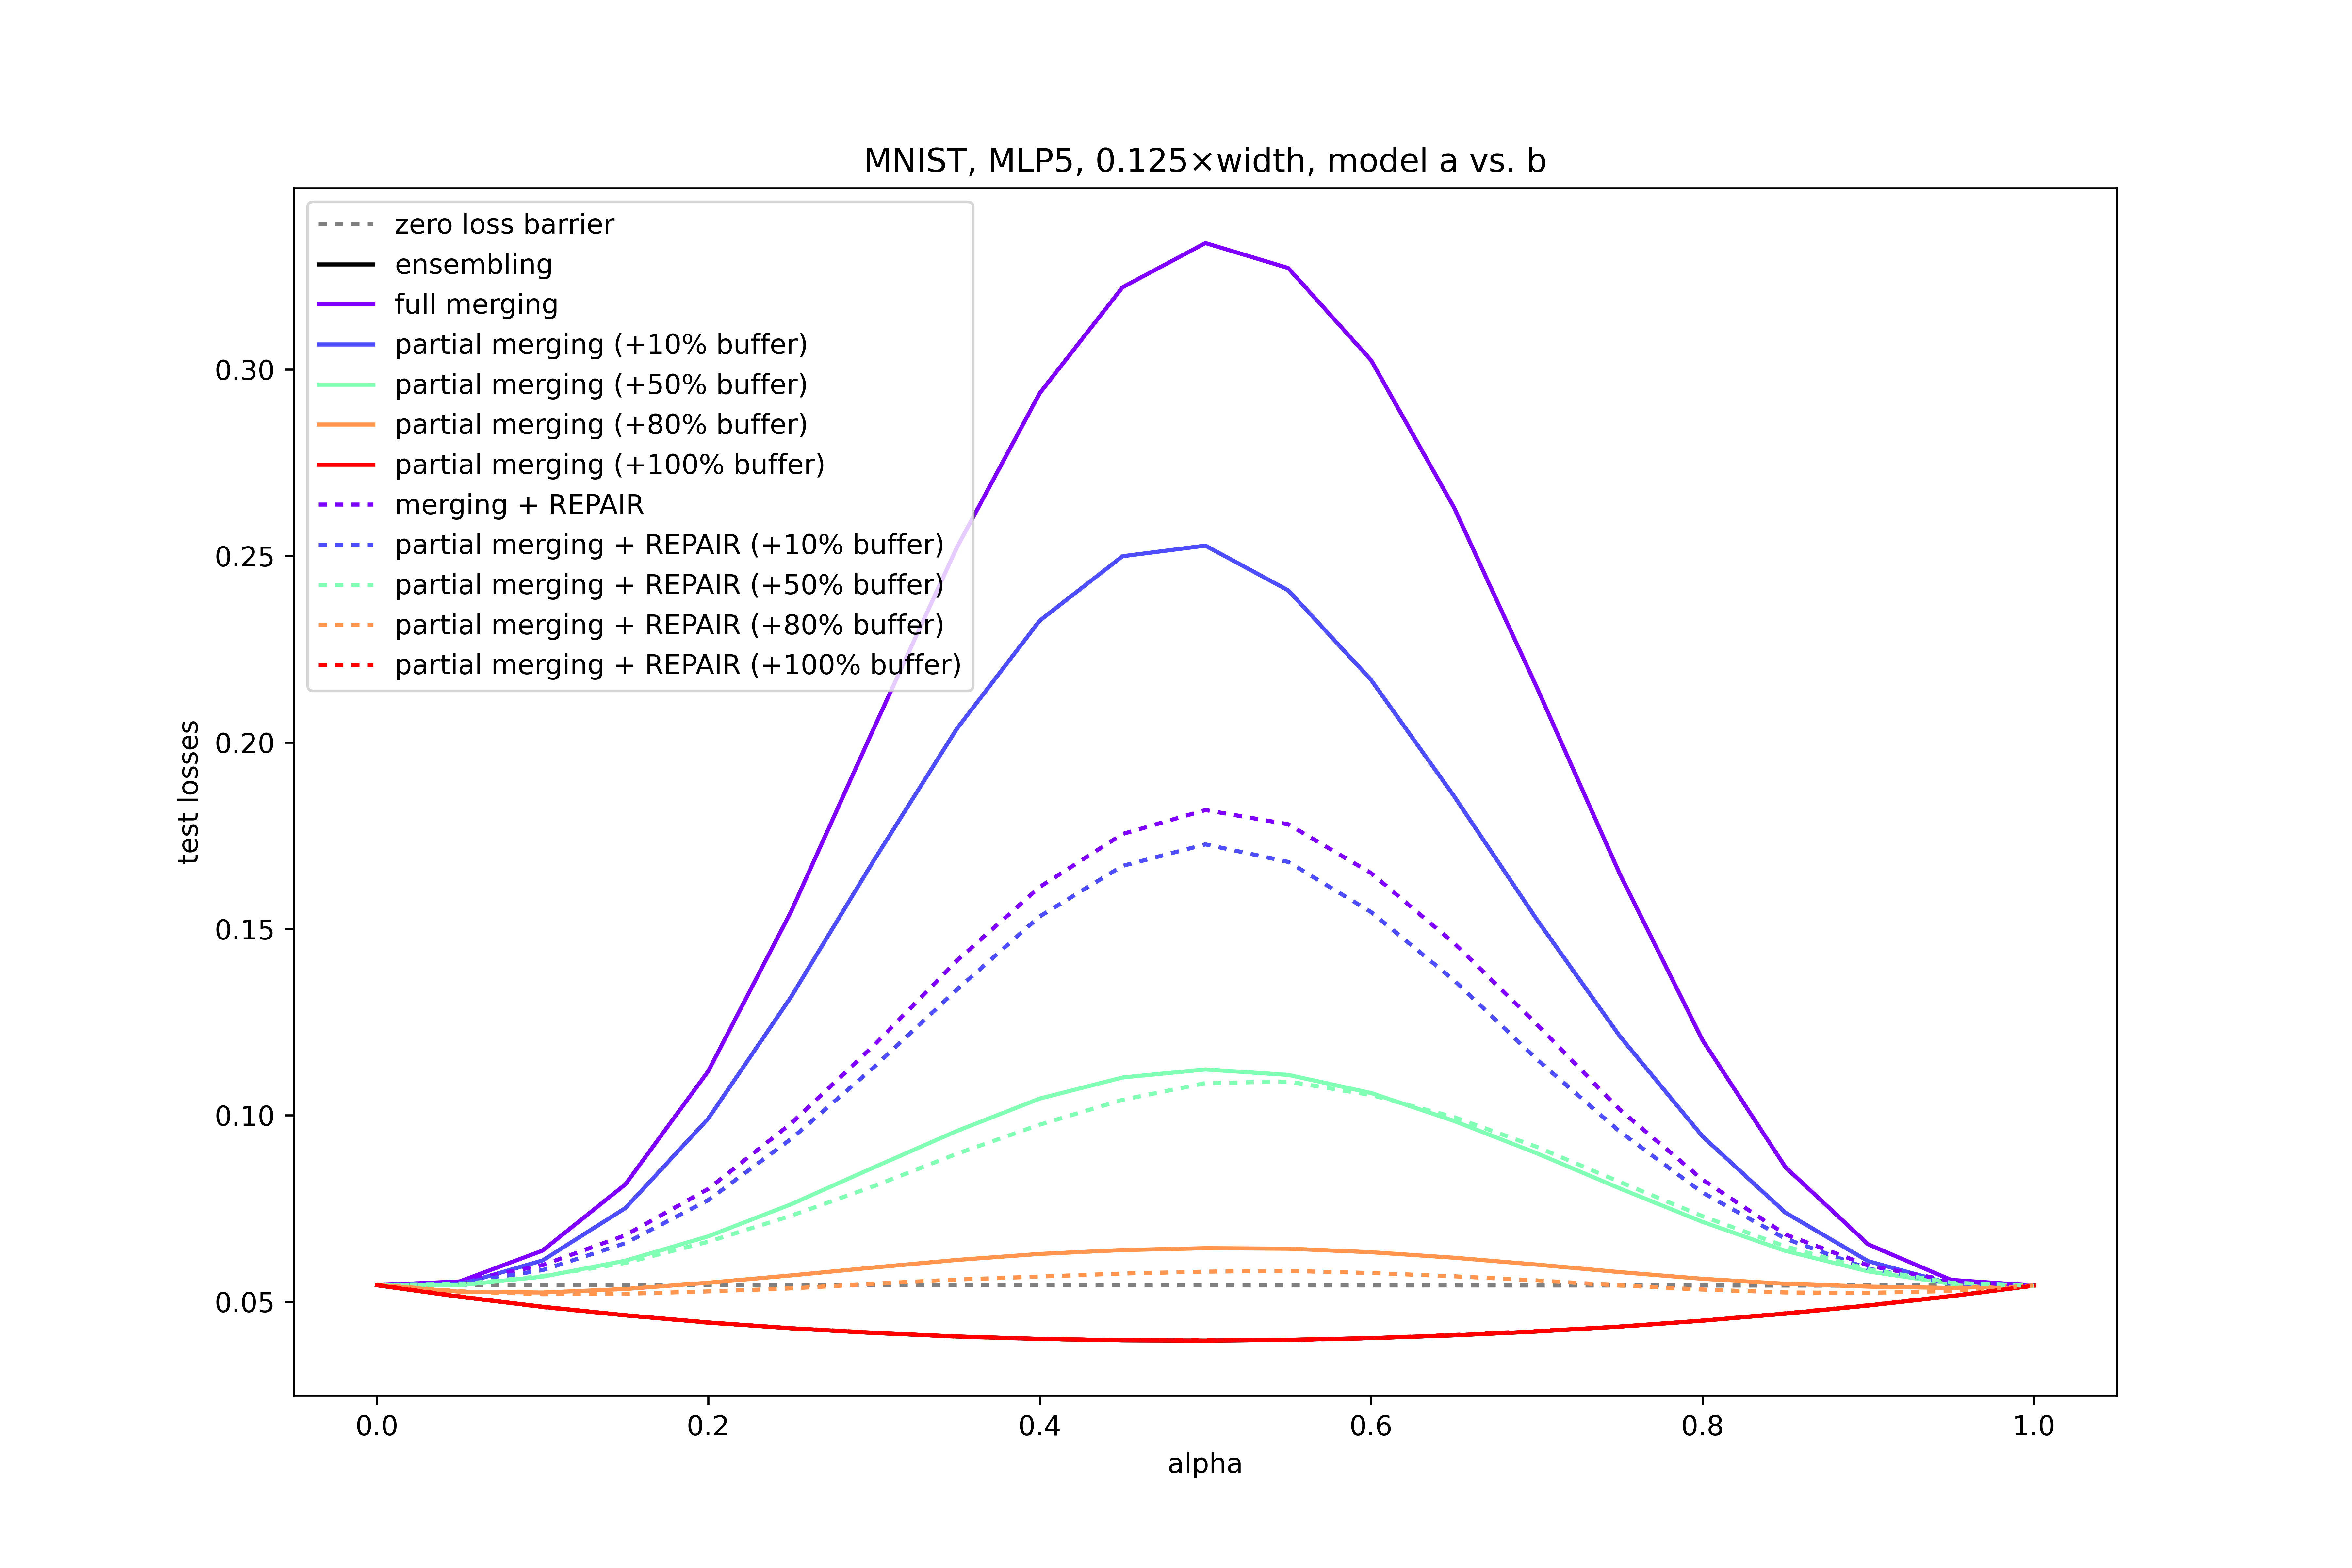 MNIST, MLP5, 0.125×width, model a vs. b
zero loss barrier
ensembling
full merging
partial merging (+10% buffer)
partial merging (+50% buffer)
partial merging (+80% buffer)
partial merging (+100% buffer)
merging + REPAIR
partial merging + REPAIR (+10% buffer)
partial merging + REPAIR (+50% buffer)
partial merging + REPAIR (+80% buffer)
partial merging + REPAIR (+100% buffer)
test losses
0.30
0.25
0.20
0.15
0.10
0.05
0.0 0.2 0.4 0.6 0.8 1.0
alpha